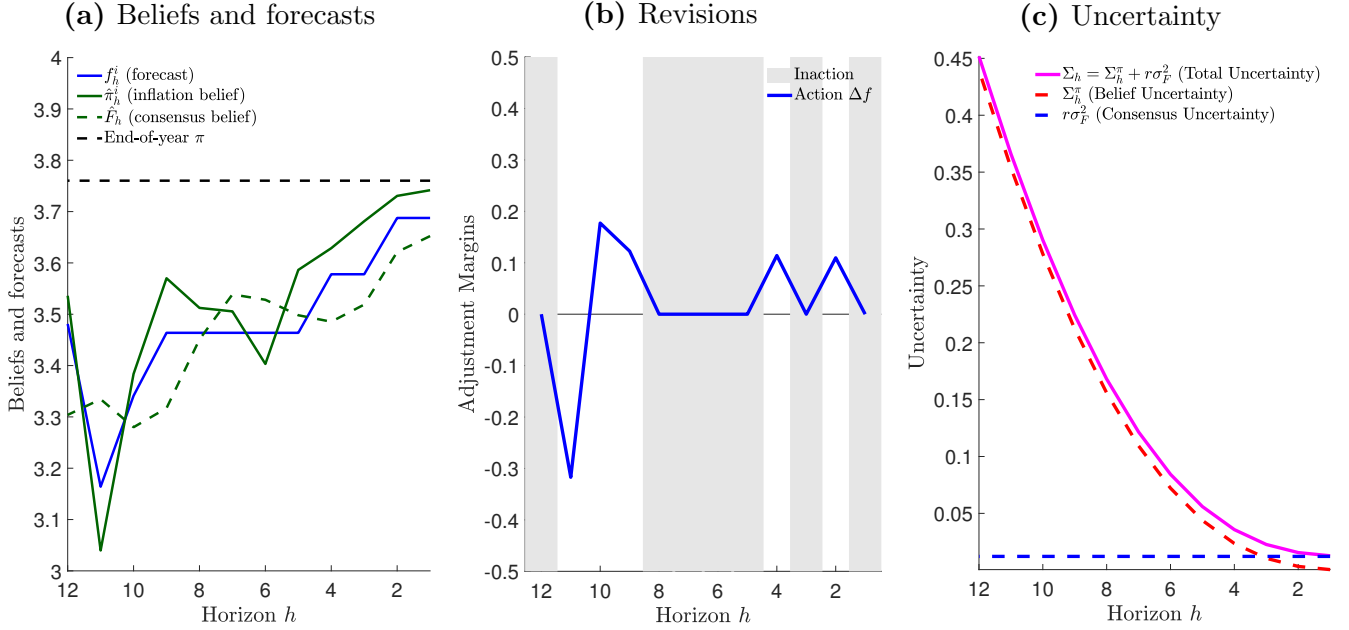 (a) Beliefs and forecasts
4
3.9
3.8
3.7
3.6
3.5
3.4
3.3
3.2
3.1
3
Beliefs and forecasts
f_h^i (forecast)
π̂_h^i (inflation belief)
F̂_h (consensus belief)
End-of-year π
12 10 8 6 4 2
Horizon h
(b) Revisions
0.5
0.4
0.3
0.2
0.1
0
-0.1
-0.2
-0.3
-0.4
-0.5
Adjustment Margins
Inaction
Action Δf
12 10 8 6 4 2
Horizon h
(c) Uncertainty
0.45
0.4
0.35
0.3
0.25
0.2
0.15
0.1
0.05
Uncertainty
Σ_h = Σ_h^π + rσ_F^2 (Total Uncertainty)
Σ_h^π (Belief Uncertainty)
rσ_F^2 (Consensus Uncertainty)
12 10 8 6 4 2
Horizon h